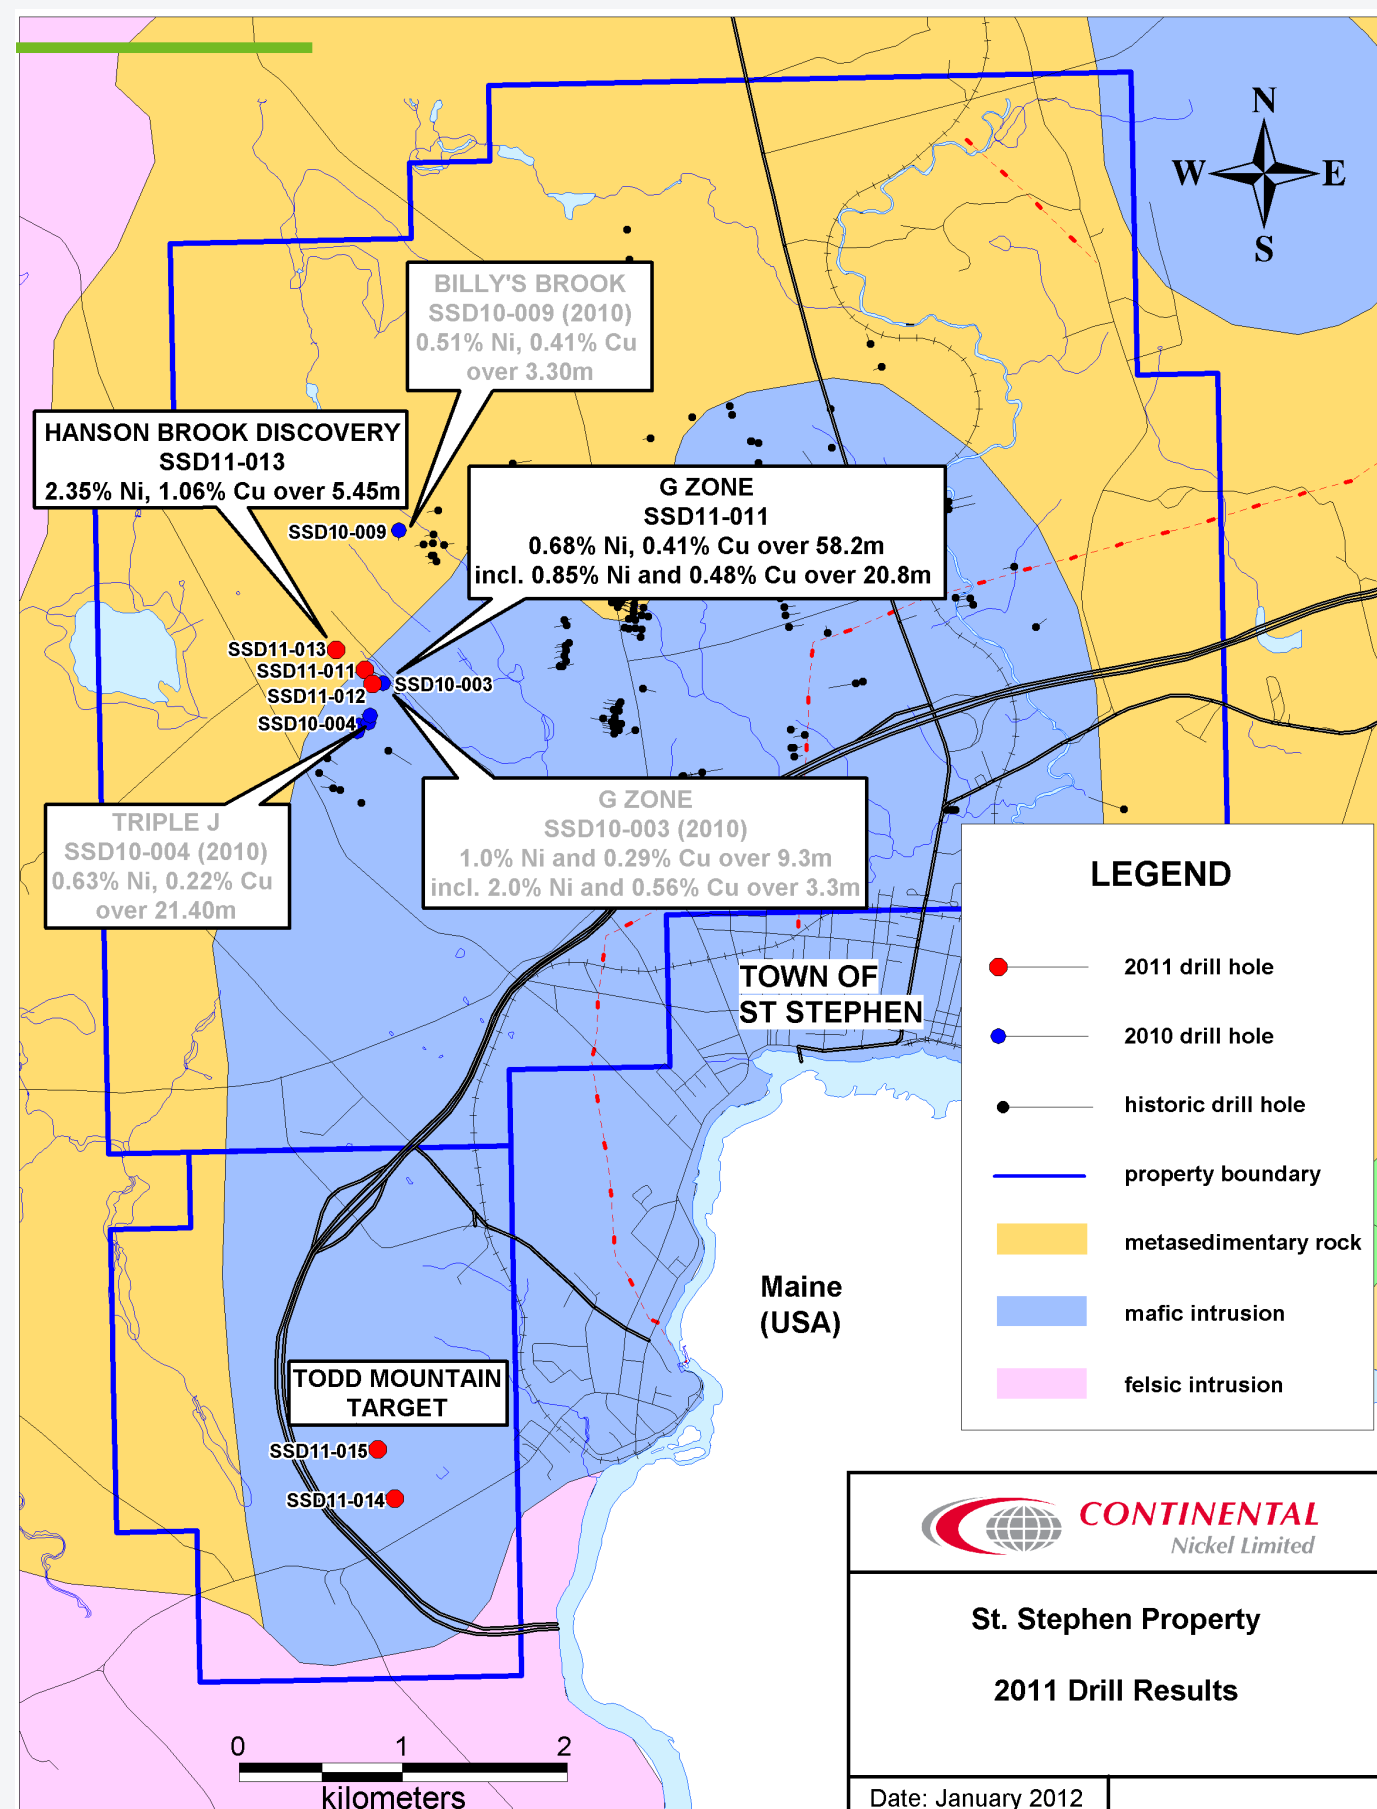 N
W E
S
BILLY'S BROOK
SSD10-009 (2010)
0.51% Ni, 0.41% Cu
over 3.30m
HANSON BROOK DISCOVERY
SSD11-013
2.35% Ni, 1.06% Cu over 5.45m
G ZONE
SSD11-011
0.68% Ni, 0.41% Cu over 58.2m
incl. 0.85% Ni and 0.48% Cu over 20.8m
SSD10-009
SSD11-013
SSD11-011
SSD10-003
SSD11-012
SSD10-004
TRIPLE J
SSD10-004 (2010)
0.63% Ni, 0.22% Cu
over 21.40m
G ZONE
SSD10-003 (2010)
1.0% Ni and 0.29% Cu over 9.3m
incl. 2.0% Ni and 0.56% Cu over 3.3m
TOWN OF
ST STEPHEN
Maine
(USA)
TODD MOUNTAIN
TARGET
SSD11-015
SSD11-014
LEGEND
2011 drill hole
2010 drill hole
historic drill hole
property boundary
metasedimentary rock
mafic intrusion
felsic intrusion
CONTINENTAL
Nickel Limited
St. Stephen Property
2011 Drill Results
Date: January 2012
0 1 2
kilometers